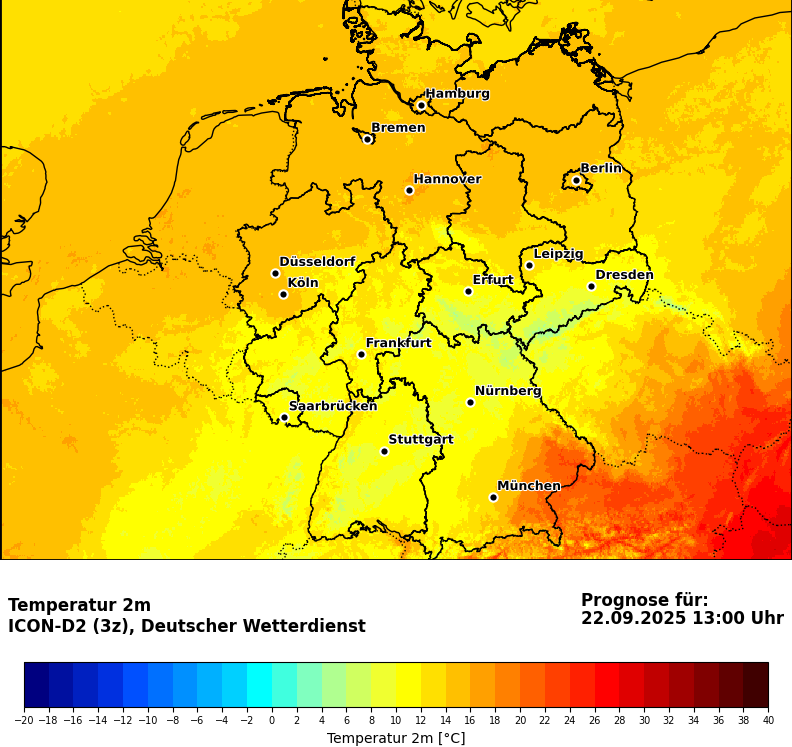 Hamburg
Bremen
Berlin
Hannover
Leipzig
Düsseldorf
Dresden
Köln
Erfurt
Frankfurt
Nürnberg
Saarbrücken
Stuttgart
München
Temperatur 2m
ICON-D2 (3z), Deutscher Wetterdienst
Prognose für:
22.09.2025 13:00 Uhr
−20 −18 −16 −14 −12 −10 −8 −6 −4 −2 0 2 4 6 8 10 12 14 16 18 20 22 24 26 28 30 32 34 36 38 40
Temperatur 2m [°C]